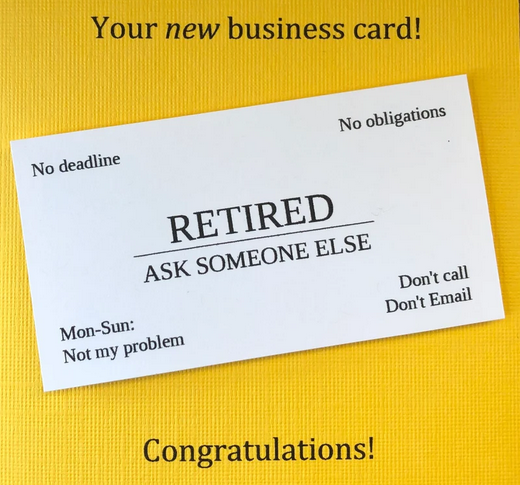 Your new business card!
No deadline
No obligations
RETIRED
ASK SOMEONE ELSE
Mon-Sun:
Not my problem
Don't call
Don't Email
Congratulations!